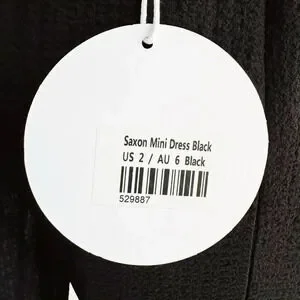 Saxon Mini Dress Black
US 2 / AU 6 Black
529887